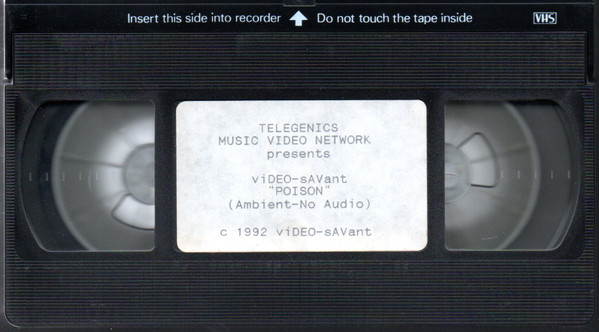 Insert this side into recorder ⬆ Do not touch the tape inside VHS
TELEGENICS
MUSIC VIDEO NETWORK
presents
viDEO-sAVant
"POISON"
(Ambient-No Audio)
c 1992 viDEO-sAVant